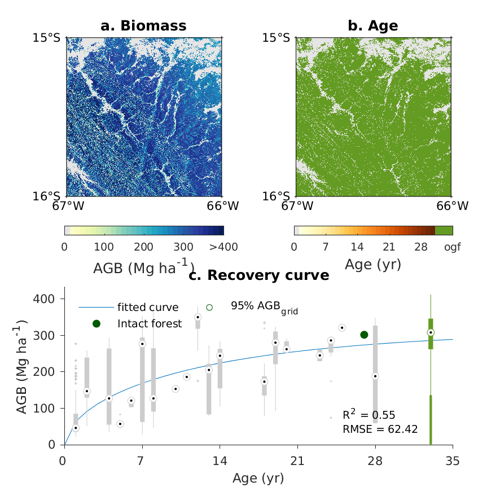 a. Biomass
b. Age
15°S
15°S
16°S
16°S
67°W
66°W
67°W
66°W
0 100 200 300 >400
0 7 14 21 28 ogf
AGB (Mg ha-1)
Age (yr)
c. Recovery curve
fitted curve
95% AGBgrid
Intact forest
400
300
200
100
0
AGB (Mg ha-1)
R2 = 0.55
RMSE = 62.42
0 7 14 21 28 35
Age (yr)